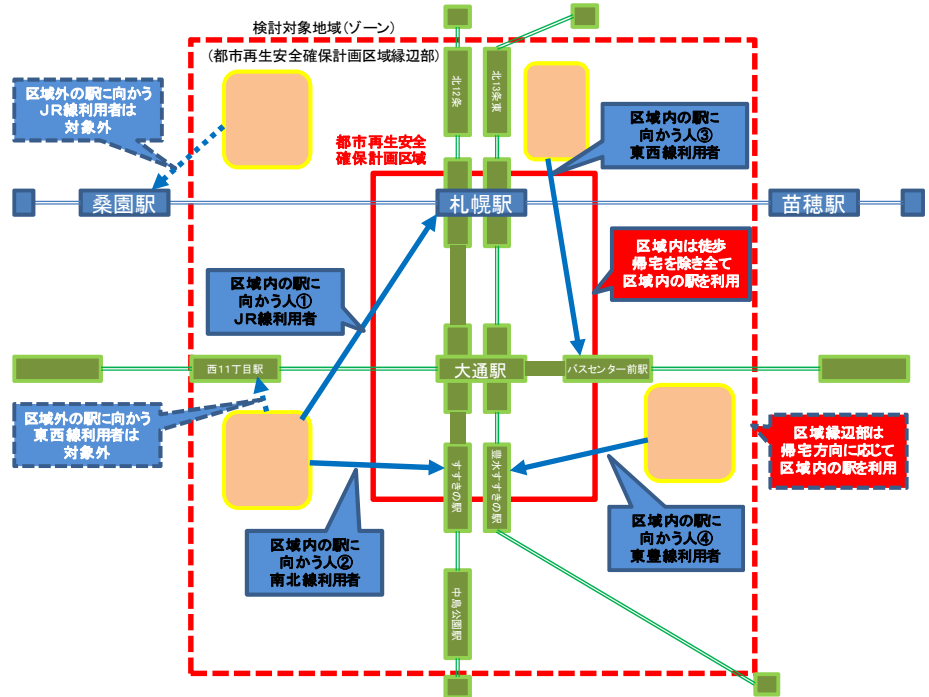 検討対象地域(ゾーン)
(都市再生安全確保計画区域縁辺部)
北12条
北13条東
区域外の駅に向かう
JR線利用者は
対象外
都市再生安全
確保計画区域
区域内の駅に
向かう人③
東西線利用者
桑園駅
札幌駅
苗穂駅
区域内は徒歩
帰宅を除き全て
区域内の駅を利用
区域内の駅に
向かう人①
JR線利用者
西11丁目駅
大通駅
バスセンター前駅
区域外の駅に向かう
東西線利用者は
対象外
区域縁辺部は
帰宅方向に応じて
区域内の駅を利用
すすきの駅
豊水すすきの駅
区域内の駅に
向かう人②
南北線利用者
区域内の駅に
向かう人④
東豊線利用者
中島公園駅